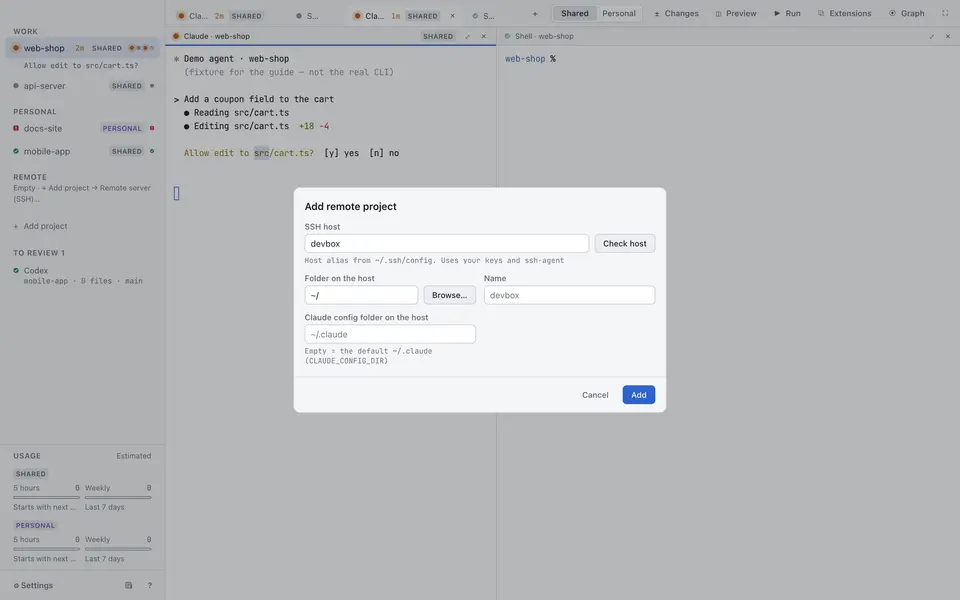 WORK
web-shop 2m SHARED
Allow edit to src/cart.ts?
api-server SHARED
PERSONAL
docs-site PERSONAL
mobile-app SHARED
REMOTE
Empty · + Add project → Remote server
(SSH)…
+ Add project
TO REVIEW 1
Codex
mobile-app · 8 files · main
USAGE Estimated
SHARED
5 hours 0 Weekly 0
Starts with next … Last 7 days
PERSONAL
5 hours 0 Weekly 0
Starts with next … Last 7 days
Settings ?
Cla… 2m SHARED S… Cla… 1m SHARED × S… +
Shared Personal Changes Preview Run Extensions Graph
Claude · web-shop SHARED ×
Demo agent · web-shop
(fixture for the guide — not the real CLI)
> Add a coupon field to the cart
● Reading src/cart.ts
● Editing src/cart.ts +18 -4
Allow edit to src/cart.ts? [y] yes [n] no
Shell · web-shop ×
web-shop %
Add remote project
SSH host
devbox Check host
Host alias from ~/.ssh/config. Uses your keys and ssh-agent
Folder on the host Name
~/ Browse… devbox
Claude config folder on the host
~/.claude
Empty = the default ~/.claude
(CLAUDE_CONFIG_DIR)
Cancel Add